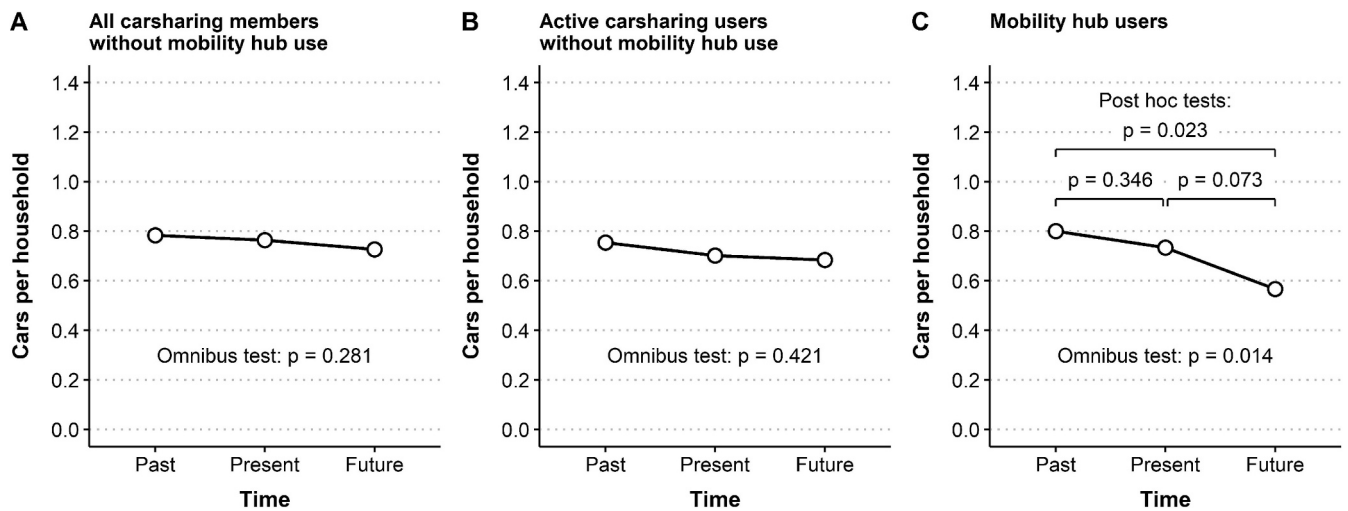 A
All carsharing members
without mobility hub use
Cars per household
1.4
1.2
1.0
0.8
0.6
0.4
0.2
0.0
Omnibus test: p = 0.281
Past Present Future
Time
B
Active carsharing users
without mobility hub use
Cars per household
1.4
1.2
1.0
0.8
0.6
0.4
0.2
0.0
Omnibus test: p = 0.421
Past Present Future
Time
C
Mobility hub users
Cars per household
1.4
1.2
1.0
0.8
0.6
0.4
0.2
0.0
Post hoc tests:
p = 0.023
p = 0.346 p = 0.073
Omnibus test: p = 0.014
Past Present Future
Time